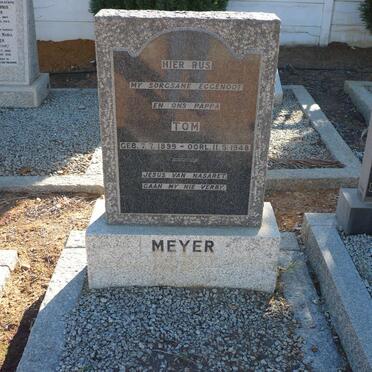 HIER RUS
MY SORGSAME EGGENOOT
EN ONS PAPPA
TOM
GEB. 7.7.1899 - OORL. 11.5.1948
JESUS VAN NASARET,
GAAN MY NIE VERBY.
MEYER